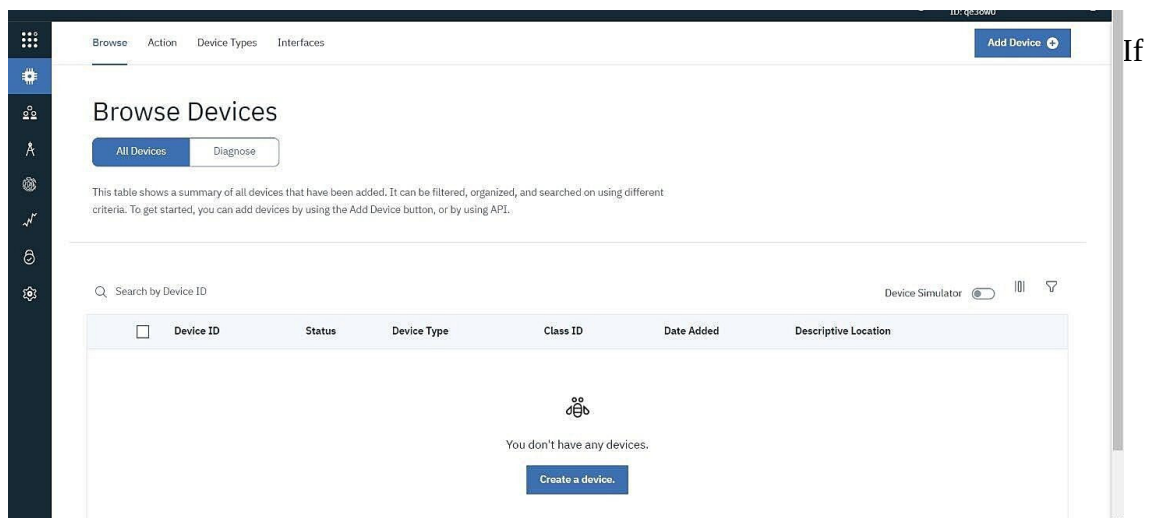 ID: qe3ow0
Browse Action Device Types Interfaces Add Device
If
Browse Devices
All Devices Diagnose
This table shows a summary of all devices that have been added. It can be filtered, organized, and searched on using different
criteria. To get started, you can add devices by using the Add Device button, or by using API.
Search by Device ID Device Simulator
Device ID Status Device Type Class ID Date Added Descriptive Location
You don't have any devices.
Create a device.